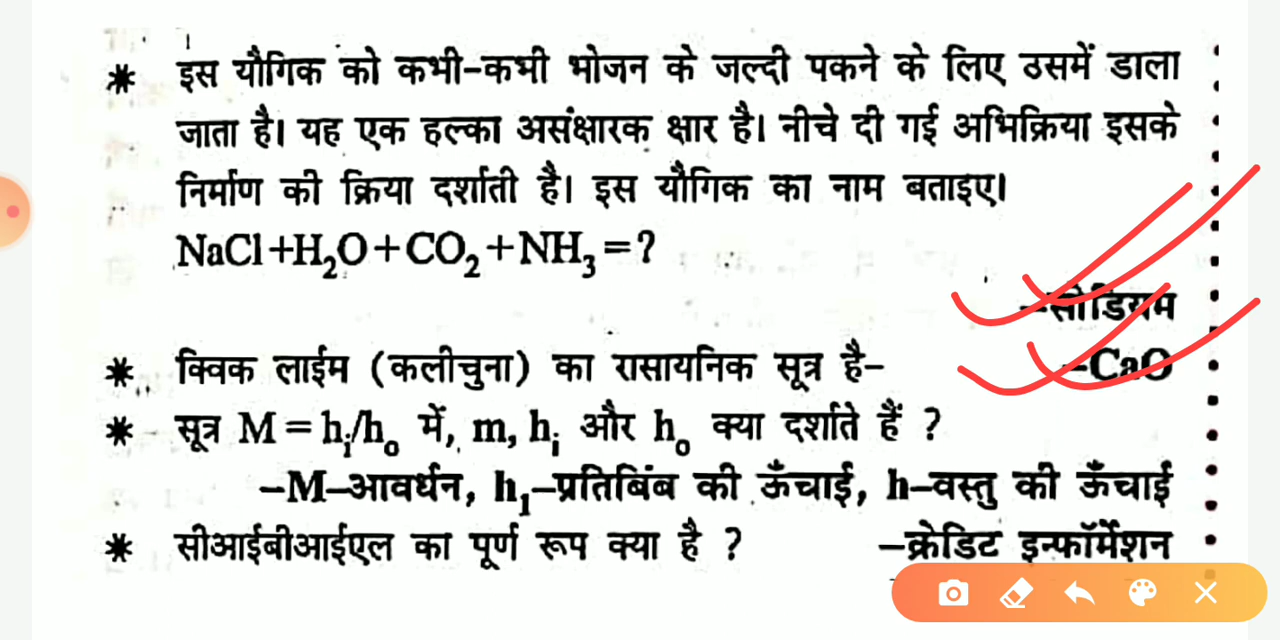 * इस यौगिक को कभी-कभी भोजन के जल्दी पकने के लिए उसमें डाला
जाता है। यह एक हल्का असंक्षारक क्षार है। नीचे दी गई अभिक्रिया इसके
निर्माण की क्रिया दर्शाती है। इस यौगिक का नाम बताइए।
NaCl+H₂O+CO₂+NH₃=?
–सोडियम
* क्विक लाईम (कलीचुना) का रासायनिक सूत्र है– –CaO
* सूत्र M=hᵢ/hₒ में, m, hᵢ और hₒ क्या दर्शाते हैं ?
–M–आवर्धन, h₁–प्रतिबिंब की ऊँचाई, h–वस्तु की ऊँचाई
* सीआईबीआईएल का पूर्ण रूप क्या है ? –क्रेडिट इन्फॉर्मेशन